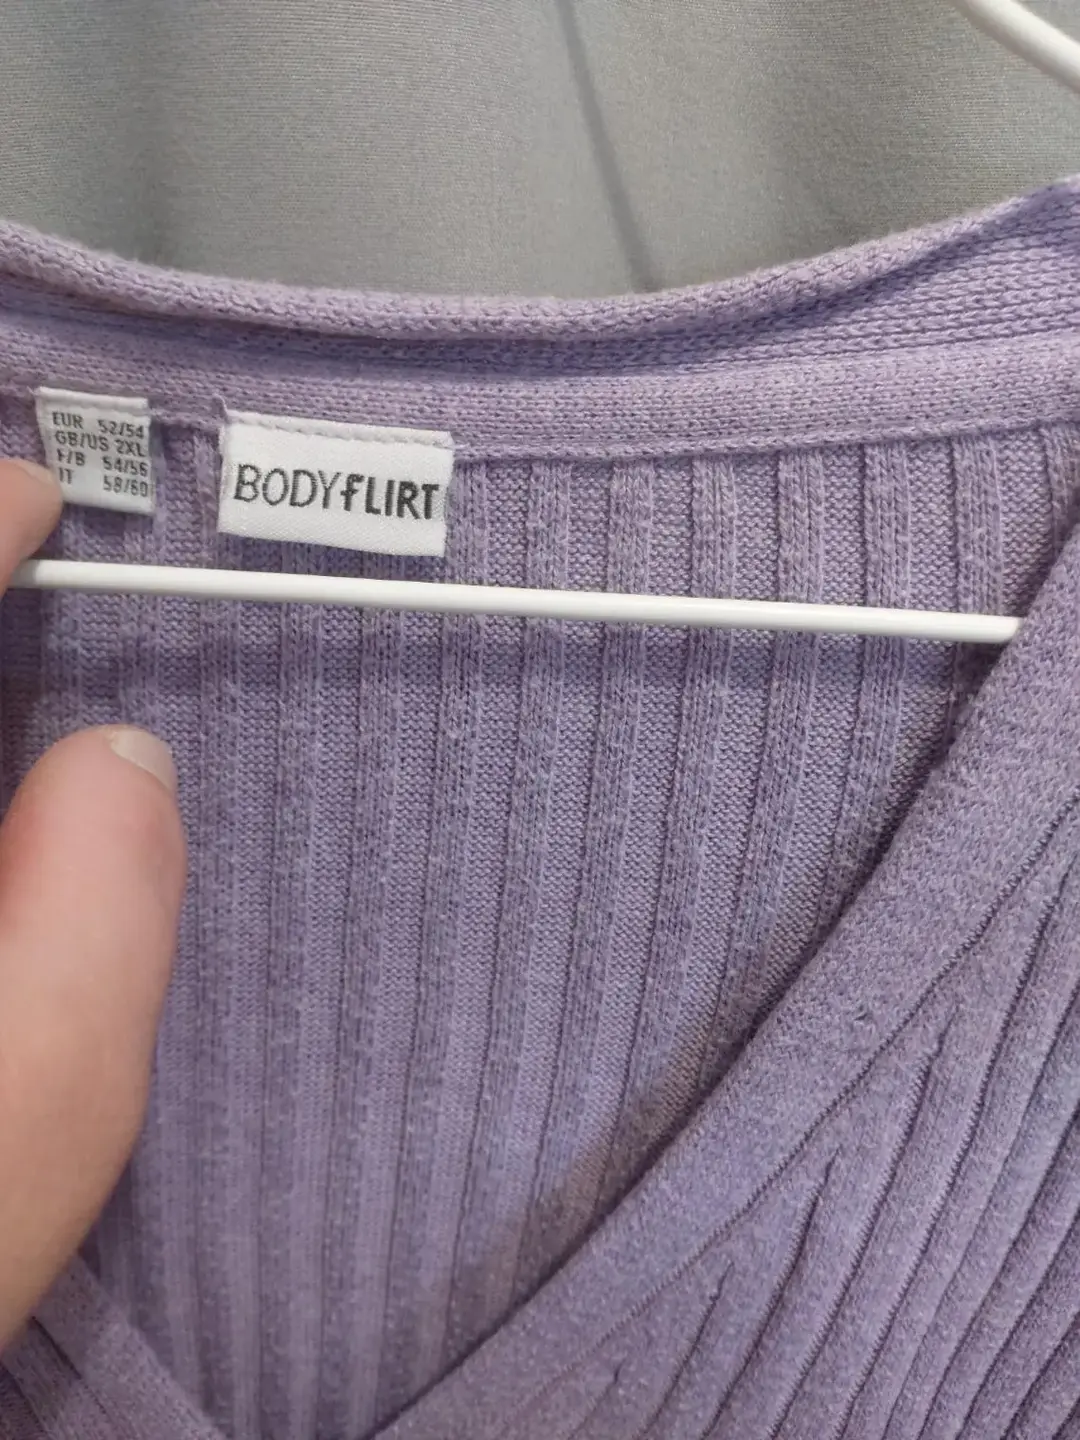 EUR 52/54
GB/US 2XL
F/B 54/56
IT 58/60
BODYFLIRT